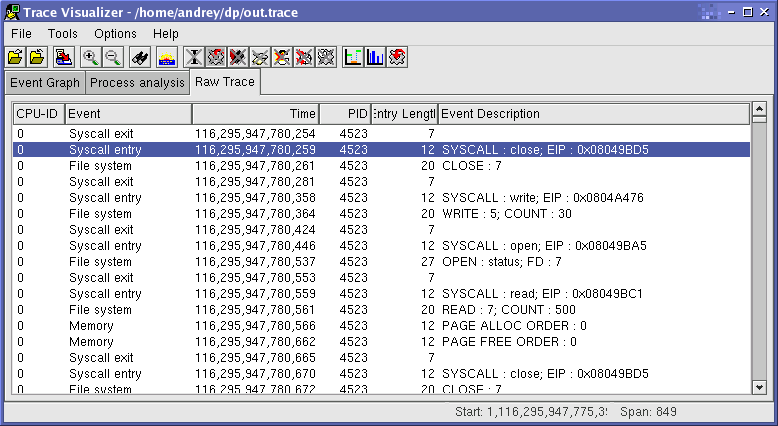 Trace Visualizer - /home/andrey/dp/out.trace
File Tools Options Help
Event Graph Process analysis Raw Trace
CPU-ID Event Time PID Entry Lengtl Event Description
0 Syscall exit 116,295,947,780,254 4523 7
0 Syscall entry 116,295,947,780,259 4523 12 SYSCALL : close; EIP : 0x08049BD5
0 File system 116,295,947,780,261 4523 20 CLOSE : 7
0 Syscall exit 116,295,947,780,281 4523 7
0 Syscall entry 116,295,947,780,358 4523 12 SYSCALL : write; EIP : 0x0804A476
0 File system 116,295,947,780,364 4523 20 WRITE : 5; COUNT : 30
0 Syscall exit 116,295,947,780,424 4523 7
0 Syscall entry 116,295,947,780,446 4523 12 SYSCALL : open; EIP : 0x08049BA5
0 File system 116,295,947,780,537 4523 27 OPEN : status; FD : 7
0 Syscall exit 116,295,947,780,553 4523 7
0 Syscall entry 116,295,947,780,559 4523 12 SYSCALL : read; EIP : 0x08049BC1
0 File system 116,295,947,780,561 4523 20 READ : 7; COUNT : 500
0 Memory 116,295,947,780,566 4523 12 PAGE ALLOC ORDER : 0
0 Memory 116,295,947,780,662 4523 12 PAGE FREE ORDER : 0
0 Syscall exit 116,295,947,780,665 4523 7
0 Syscall entry 116,295,947,780,670 4523 12 SYSCALL : close; EIP : 0x08049BD5
0 File system 116,295,947,780,672 4523 20 CLOSE : 7
Start: 1,116,295,947,775,3 Span: 849